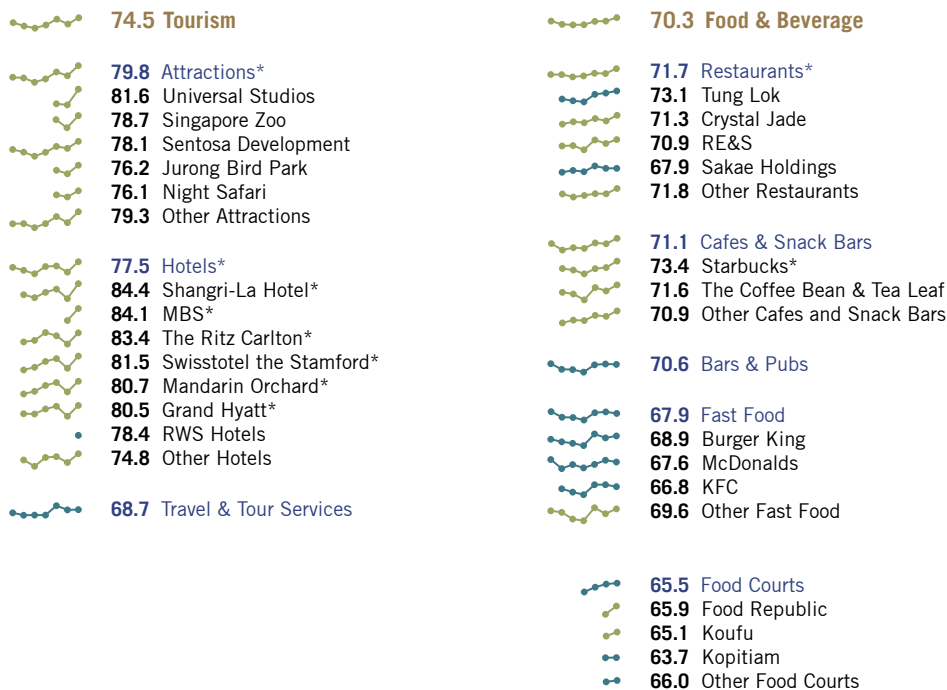 74.5 Tourism
79.8 Attractions*
81.6 Universal Studios
78.7 Singapore Zoo
78.1 Sentosa Development
76.2 Jurong Bird Park
76.1 Night Safari
79.3 Other Attractions
77.5 Hotels*
84.4 Shangri-La Hotel*
84.1 MBS*
83.4 The Ritz Carlton*
81.5 Swisstotel the Stamford*
80.7 Mandarin Orchard*
80.5 Grand Hyatt*
78.4 RWS Hotels
74.8 Other Hotels
68.7 Travel & Tour Services
70.3 Food & Beverage
71.7 Restaurants*
73.1 Tung Lok
71.3 Crystal Jade
70.9 RE&S
67.9 Sakae Holdings
71.8 Other Restaurants
71.1 Cafes & Snack Bars
73.4 Starbucks*
71.6 The Coffee Bean & Tea Leaf
70.9 Other Cafes and Snack Bars
70.6 Bars & Pubs
67.9 Fast Food
68.9 Burger King
67.6 McDonalds
66.8 KFC
69.6 Other Fast Food
65.5 Food Courts
65.9 Food Republic
65.1 Koufu
63.7 Kopitiam
66.0 Other Food Courts